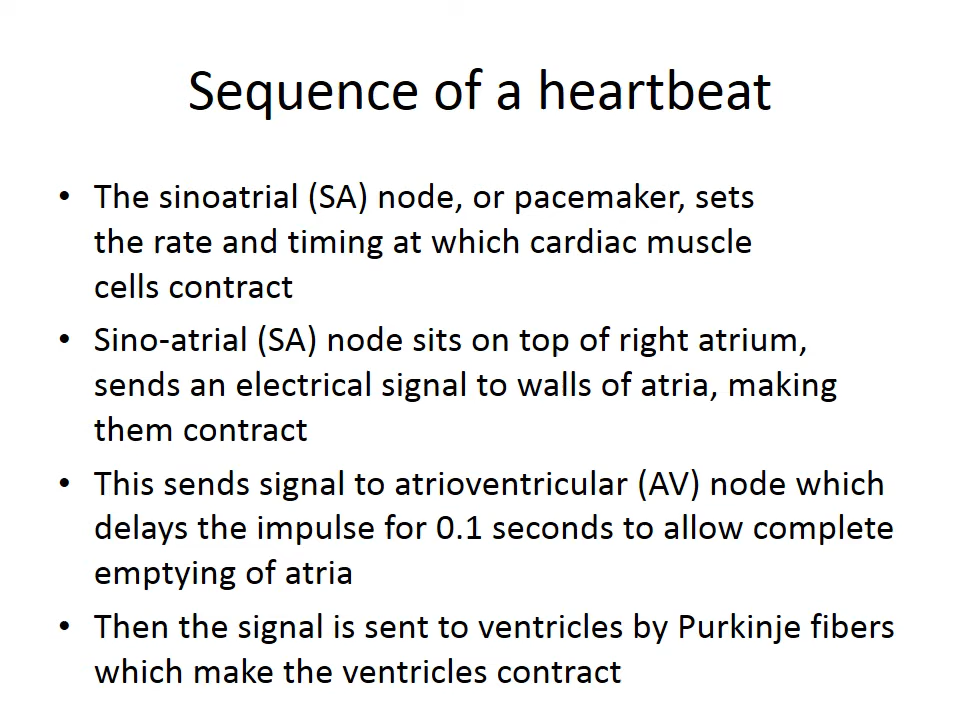 Sequence of a heartbeat
• The sinoatrial (SA) node, or pacemaker, sets
the rate and timing at which cardiac muscle
cells contract
• Sino-atrial (SA) node sits on top of right atrium,
sends an electrical signal to walls of atria, making
them contract
• This sends signal to atrioventricular (AV) node which
delays the impulse for 0.1 seconds to allow complete
emptying of atria
• Then the signal is sent to ventricles by Purkinje fibers
which make the ventricles contract